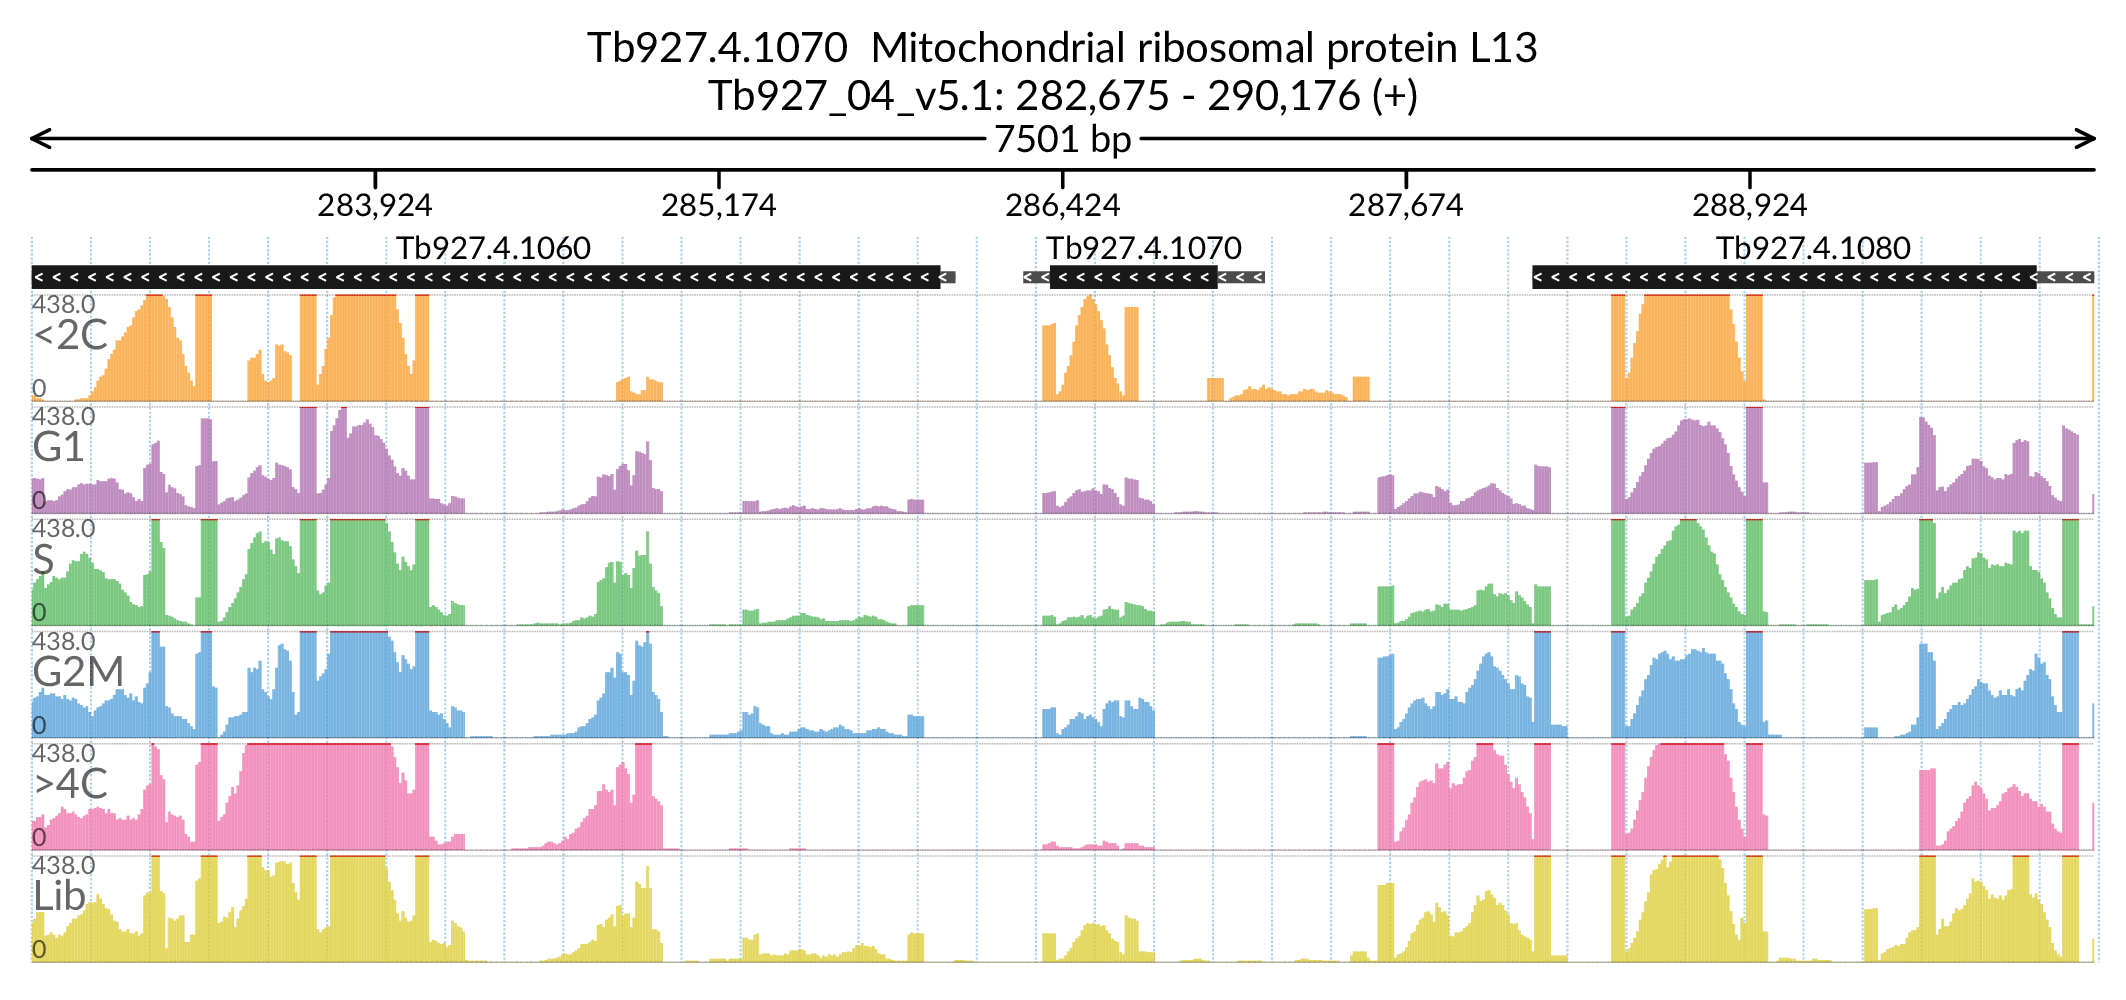 Tb927.4.1070  Mitochondrial ribosomal protein L13
Tb927_04_v5.1: 282,675 - 290,176 (+)
7501 bp
283,924 285,174 286,424 287,674 288,924
Tb927.4.1060 Tb927.4.1070 Tb927.4.1080
438.0
<2C
0
438.0
G1
0
438.0
S
0
438.0
G2M
0
438.0
>4C
0
438.0
Lib
0